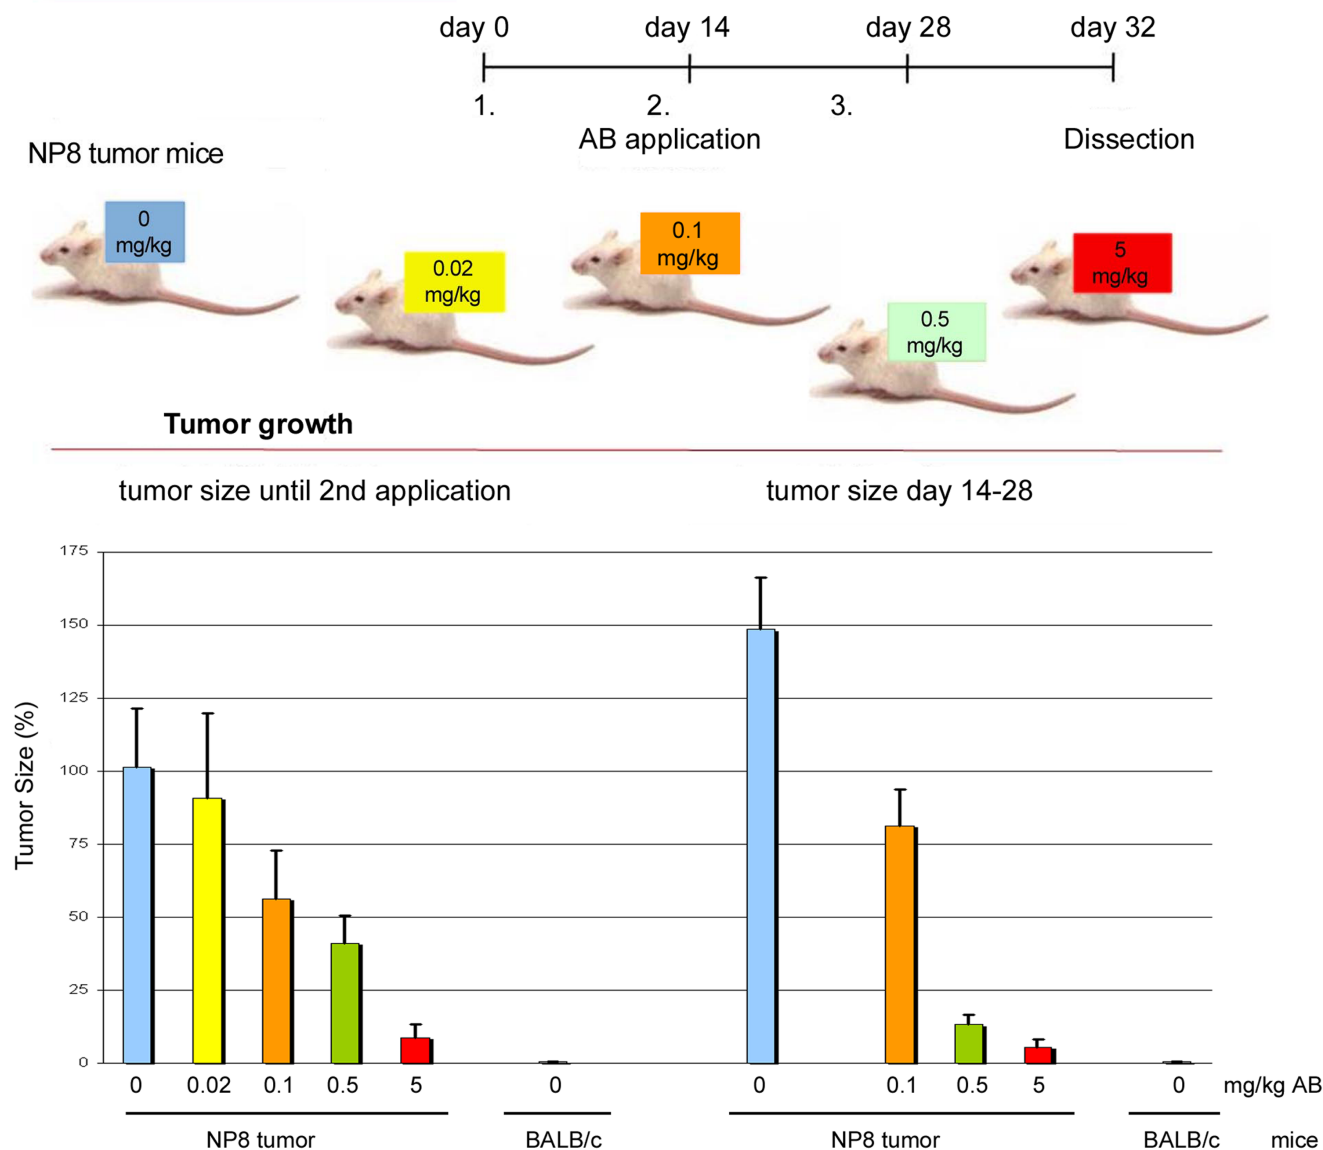 day 0 day 14 day 28 day 32
1. 2. 3.
AB application Dissection
NP8 tumor mice
0
mg/kg
0.02
mg/kg
0.1
mg/kg
0.5
mg/kg
5
mg/kg
Tumor growth
tumor size until 2nd application tumor size day 14-28
Tumor Size (%)
175
150
125
100
75
50
25
0
0 0.02 0.1 0.5 5 0 0 0.1 0.5 5 0 mg/kg AB
NP8 tumor BALB/c NP8 tumor BALB/c mice